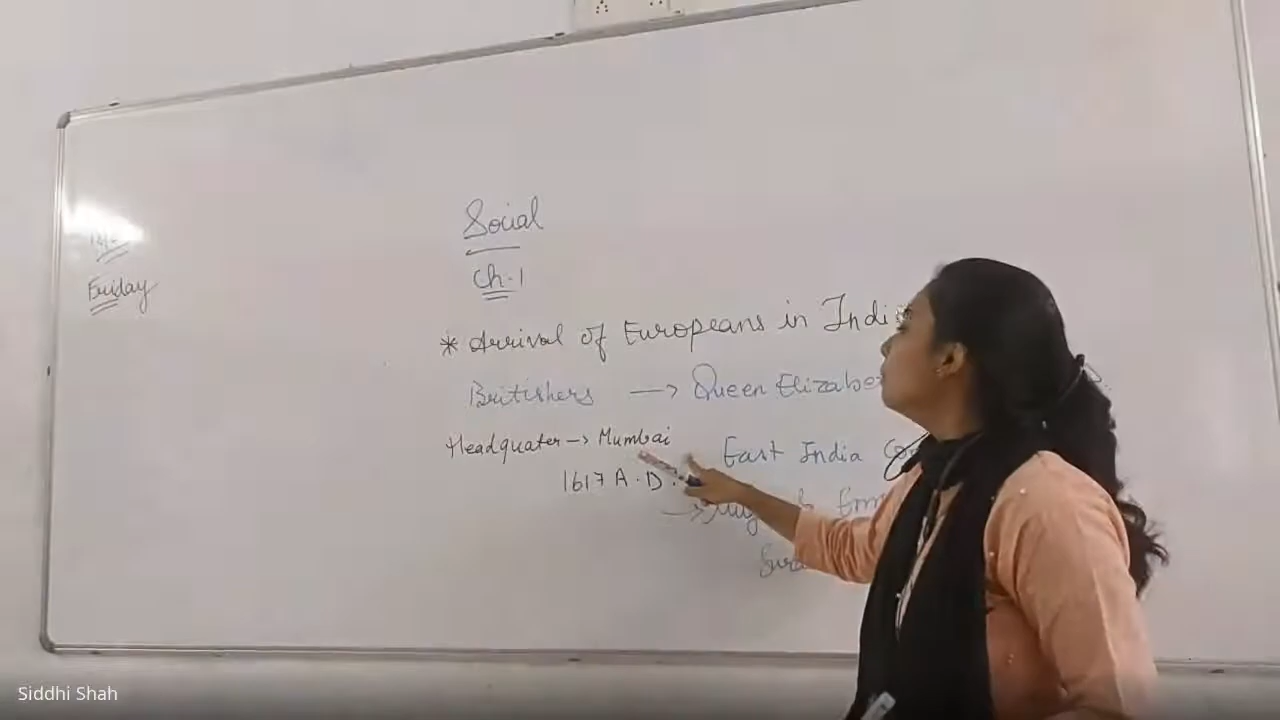 Friday
Social
Ch-1
* Arrival of Europeans in Indi
Britishers → Queen Elizabe
Headquater → Mumbai
East India Co
1617 A.D.
Siddhi Shah